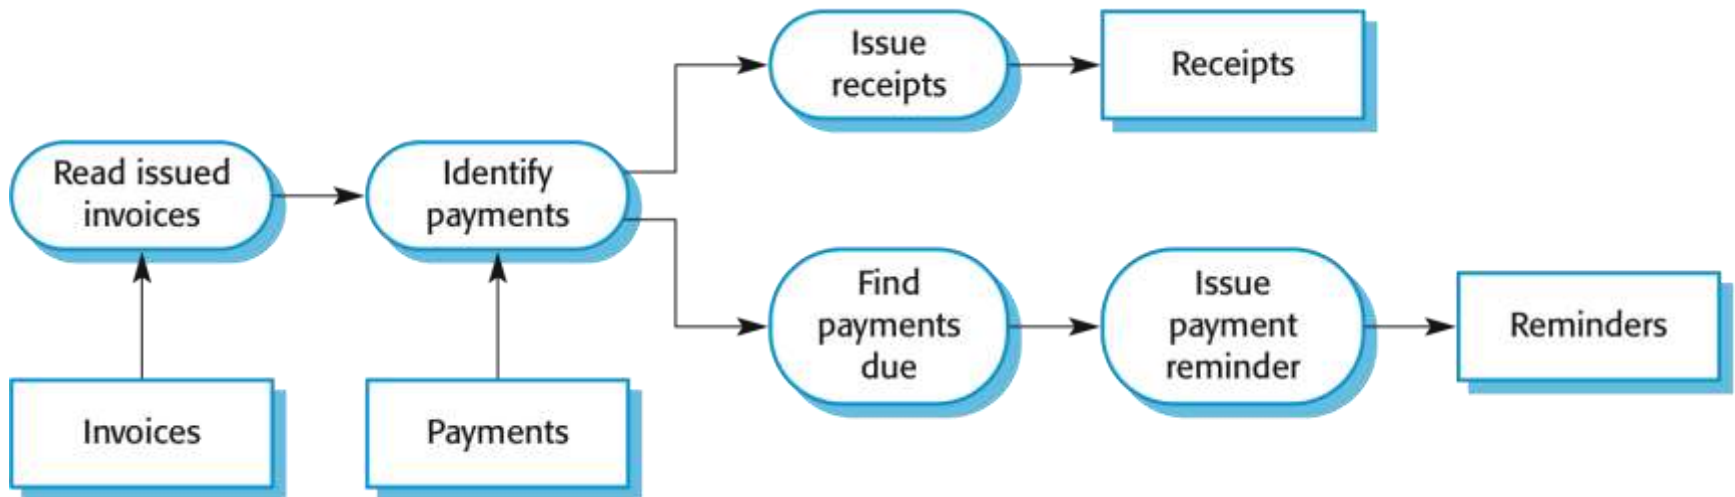 Issue
receipts
Receipts
Read issued
invoices
Identify
payments
Find
payments
due
Issue
payment
reminder
Reminders
Invoices
Payments